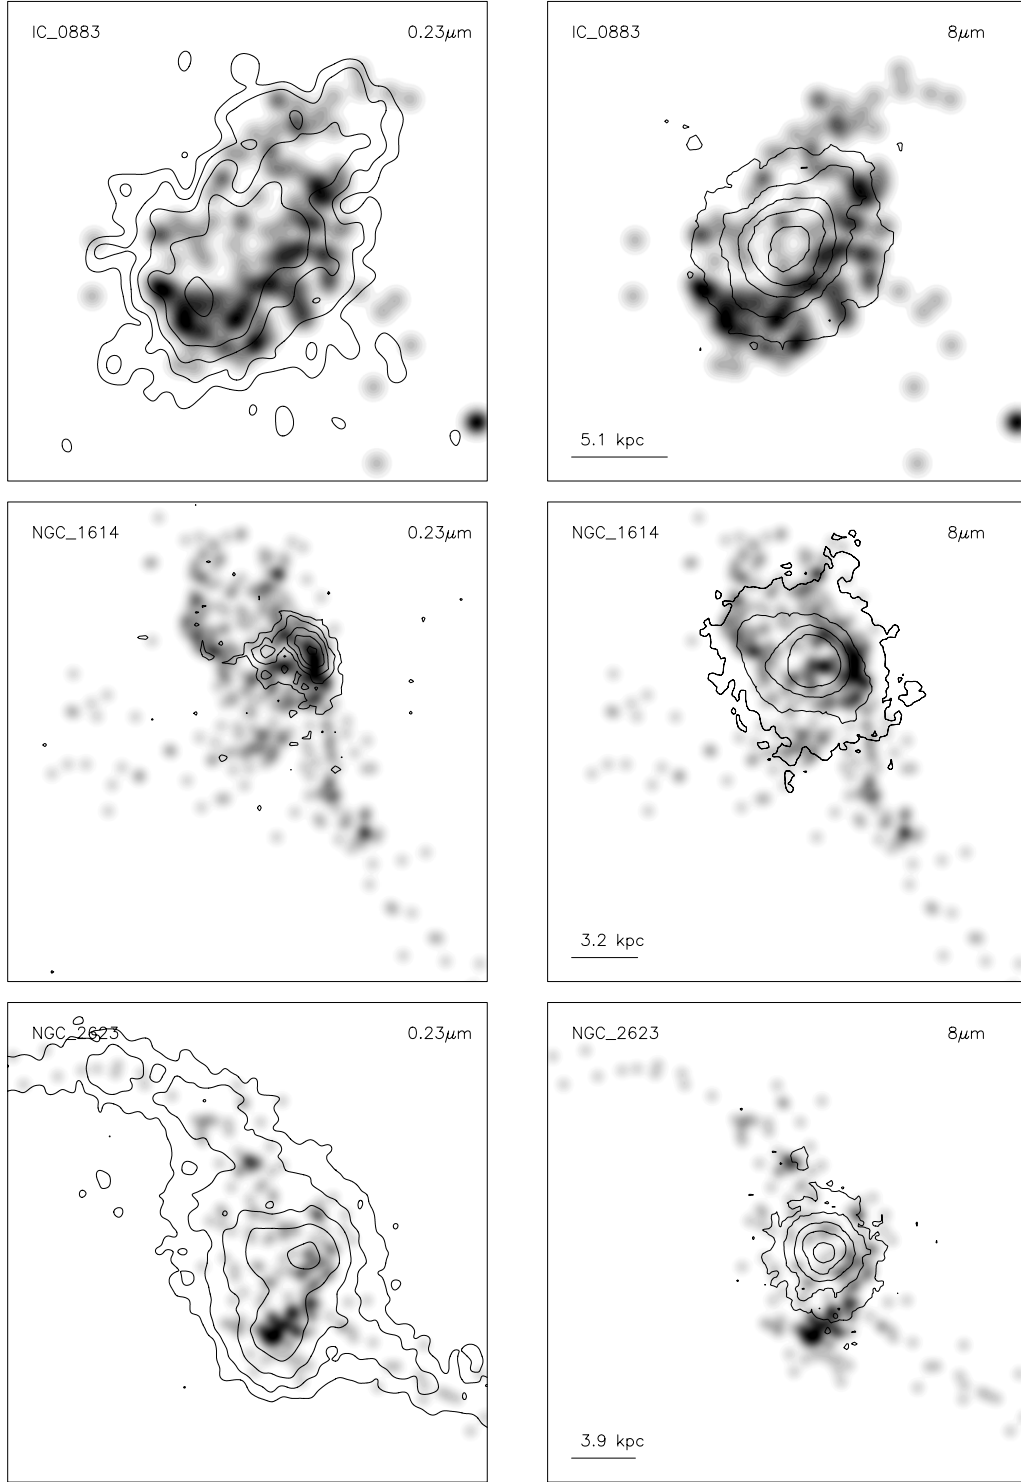 IC_0883 0.23μm
IC_0883 8μm
5.1 kpc
NGC_1614 0.23μm
NGC_1614 8μm
3.2 kpc
NGC_2623 0.23μm
NGC_2623 8μm
3.9 kpc